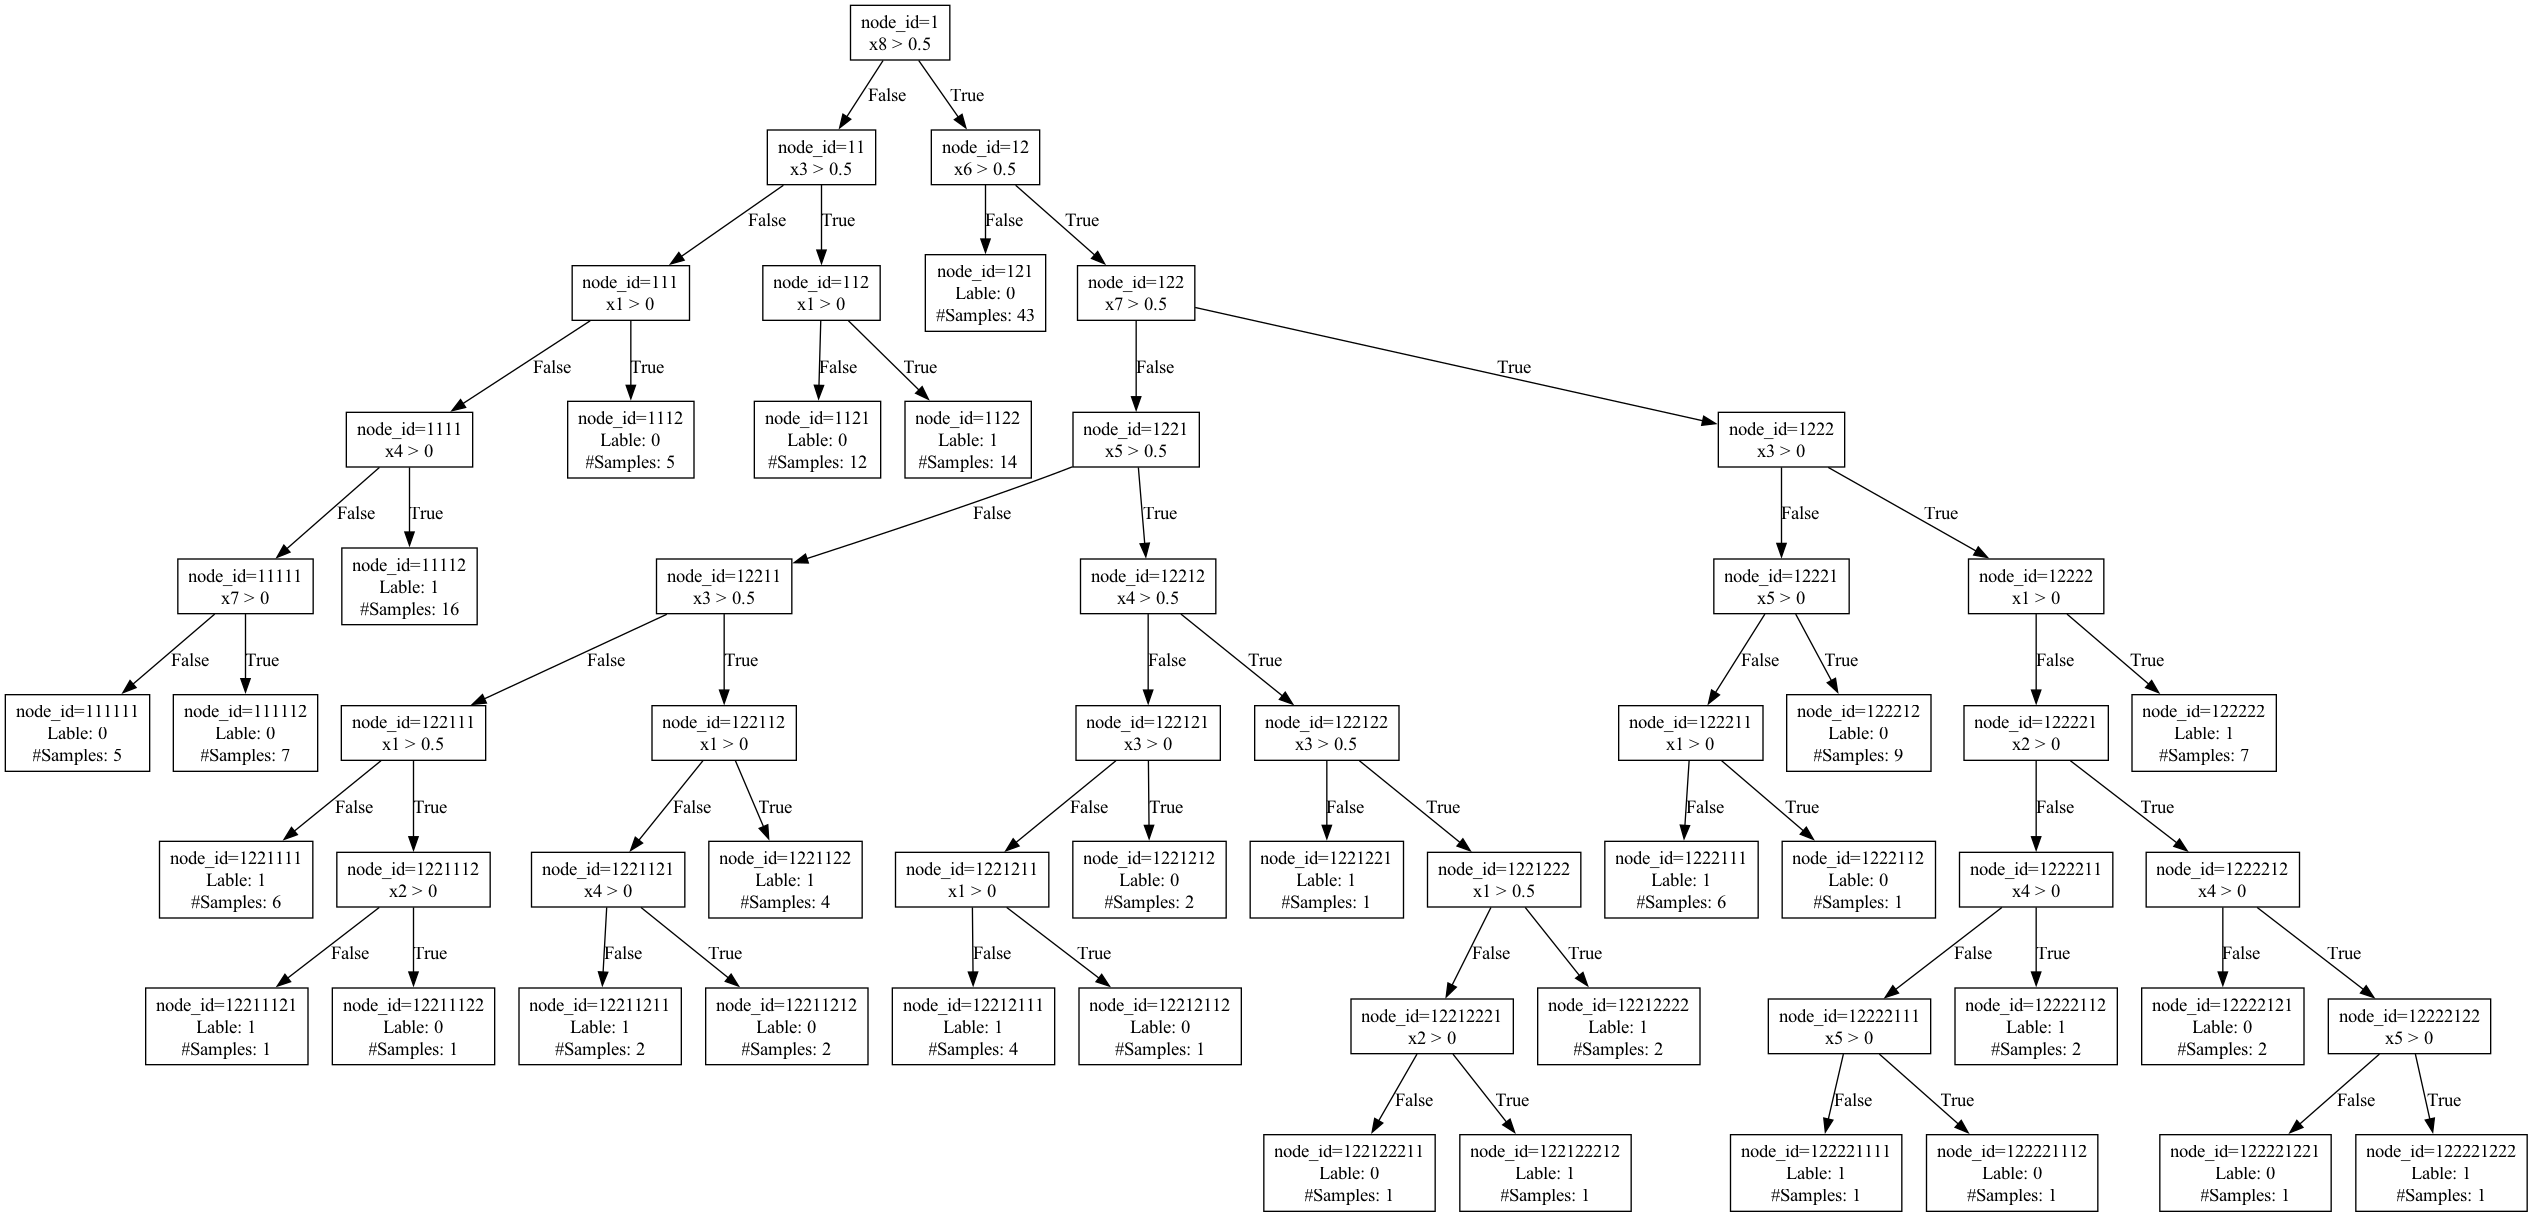 node_id=1
x8 > 0.5
False
True
node_id=11
x3 > 0.5
node_id=12
x6 > 0.5
False
True
False
True
node_id=111
x1 > 0
node_id=112
x1 > 0
node_id=121
Lable: 0
#Samples: 43
node_id=122
x7 > 0.5
False
True
False
True
False
True
node_id=1111
x4 > 0
node_id=1112
Lable: 0
#Samples: 5
node_id=1121
Lable: 0
#Samples: 12
node_id=1122
Lable: 1
#Samples: 14
node_id=1221
x5 > 0.5
node_id=1222
x3 > 0
False
True
False
True
False
True
node_id=11111
x7 > 0
node_id=11112
Lable: 1
#Samples: 16
node_id=12211
x3 > 0.5
node_id=12212
x4 > 0.5
node_id=12221
x5 > 0
node_id=12222
x1 > 0
False
True
False
True
False
True
False
True
False
True
node_id=111111
Lable: 0
#Samples: 5
node_id=111112
Lable: 0
#Samples: 7
node_id=122111
x1 > 0.5
node_id=122112
x1 > 0
node_id=122121
x3 > 0
node_id=122122
x3 > 0.5
node_id=122211
x1 > 0
node_id=122212
Lable: 0
#Samples: 9
node_id=122221
x2 > 0
node_id=122222
Lable: 1
#Samples: 7
False
True
False
True
False
True
False
True
False
True
False
True
node_id=1221111
Lable: 1
#Samples: 6
node_id=1221112
x2 > 0
node_id=1221121
x4 > 0
node_id=1221122
Lable: 1
#Samples: 4
node_id=1221211
x1 > 0
node_id=1221212
Lable: 0
#Samples: 2
node_id=1221221
Lable: 1
#Samples: 1
node_id=1221222
x1 > 0.5
node_id=1222111
Lable: 1
#Samples: 6
node_id=1222112
Lable: 0
#Samples: 1
node_id=1222211
x4 > 0
node_id=1222212
x4 > 0
False
True
False
True
False
True
False
True
False
True
False
True
node_id=12211121
Lable: 1
#Samples: 1
node_id=12211122
Lable: 0
#Samples: 1
node_id=12211211
Lable: 1
#Samples: 2
node_id=12211212
Lable: 0
#Samples: 2
node_id=12212111
Lable: 1
#Samples: 4
node_id=12212112
Lable: 0
#Samples: 1
node_id=12212221
x2 > 0
node_id=12212222
Lable: 1
#Samples: 2
node_id=12222111
x5 > 0
node_id=12222112
Lable: 1
#Samples: 2
node_id=12222121
Lable: 0
#Samples: 2
node_id=12222122
x5 > 0
False
True
False
True
False
True
node_id=122122211
Lable: 0
#Samples: 1
node_id=122122212
Lable: 1
#Samples: 1
node_id=122221111
Lable: 1
#Samples: 1
node_id=122221112
Lable: 0
#Samples: 1
node_id=122221221
Lable: 0
#Samples: 1
node_id=122221222
Lable: 1
#Samples: 1